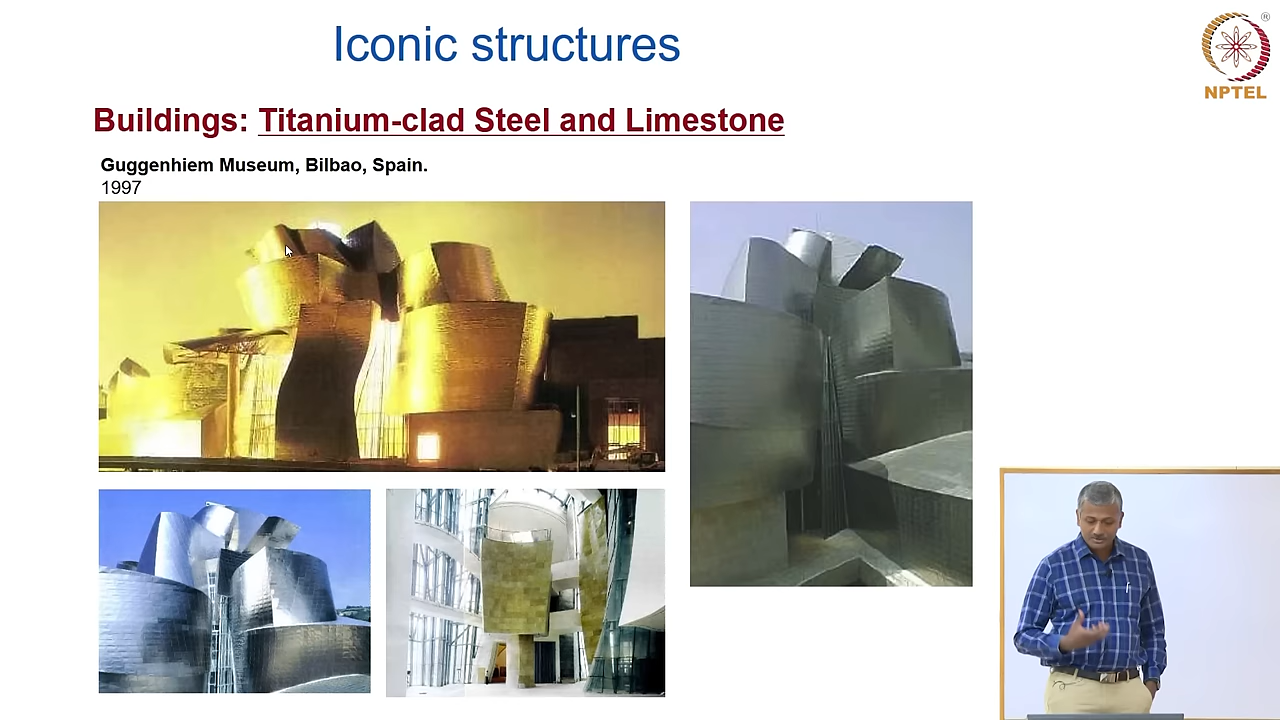 Iconic structures
®
NPTEL
Buildings: Titanium-clad Steel and Limestone
Guggenhiem Museum, Bilbao, Spain.
1997